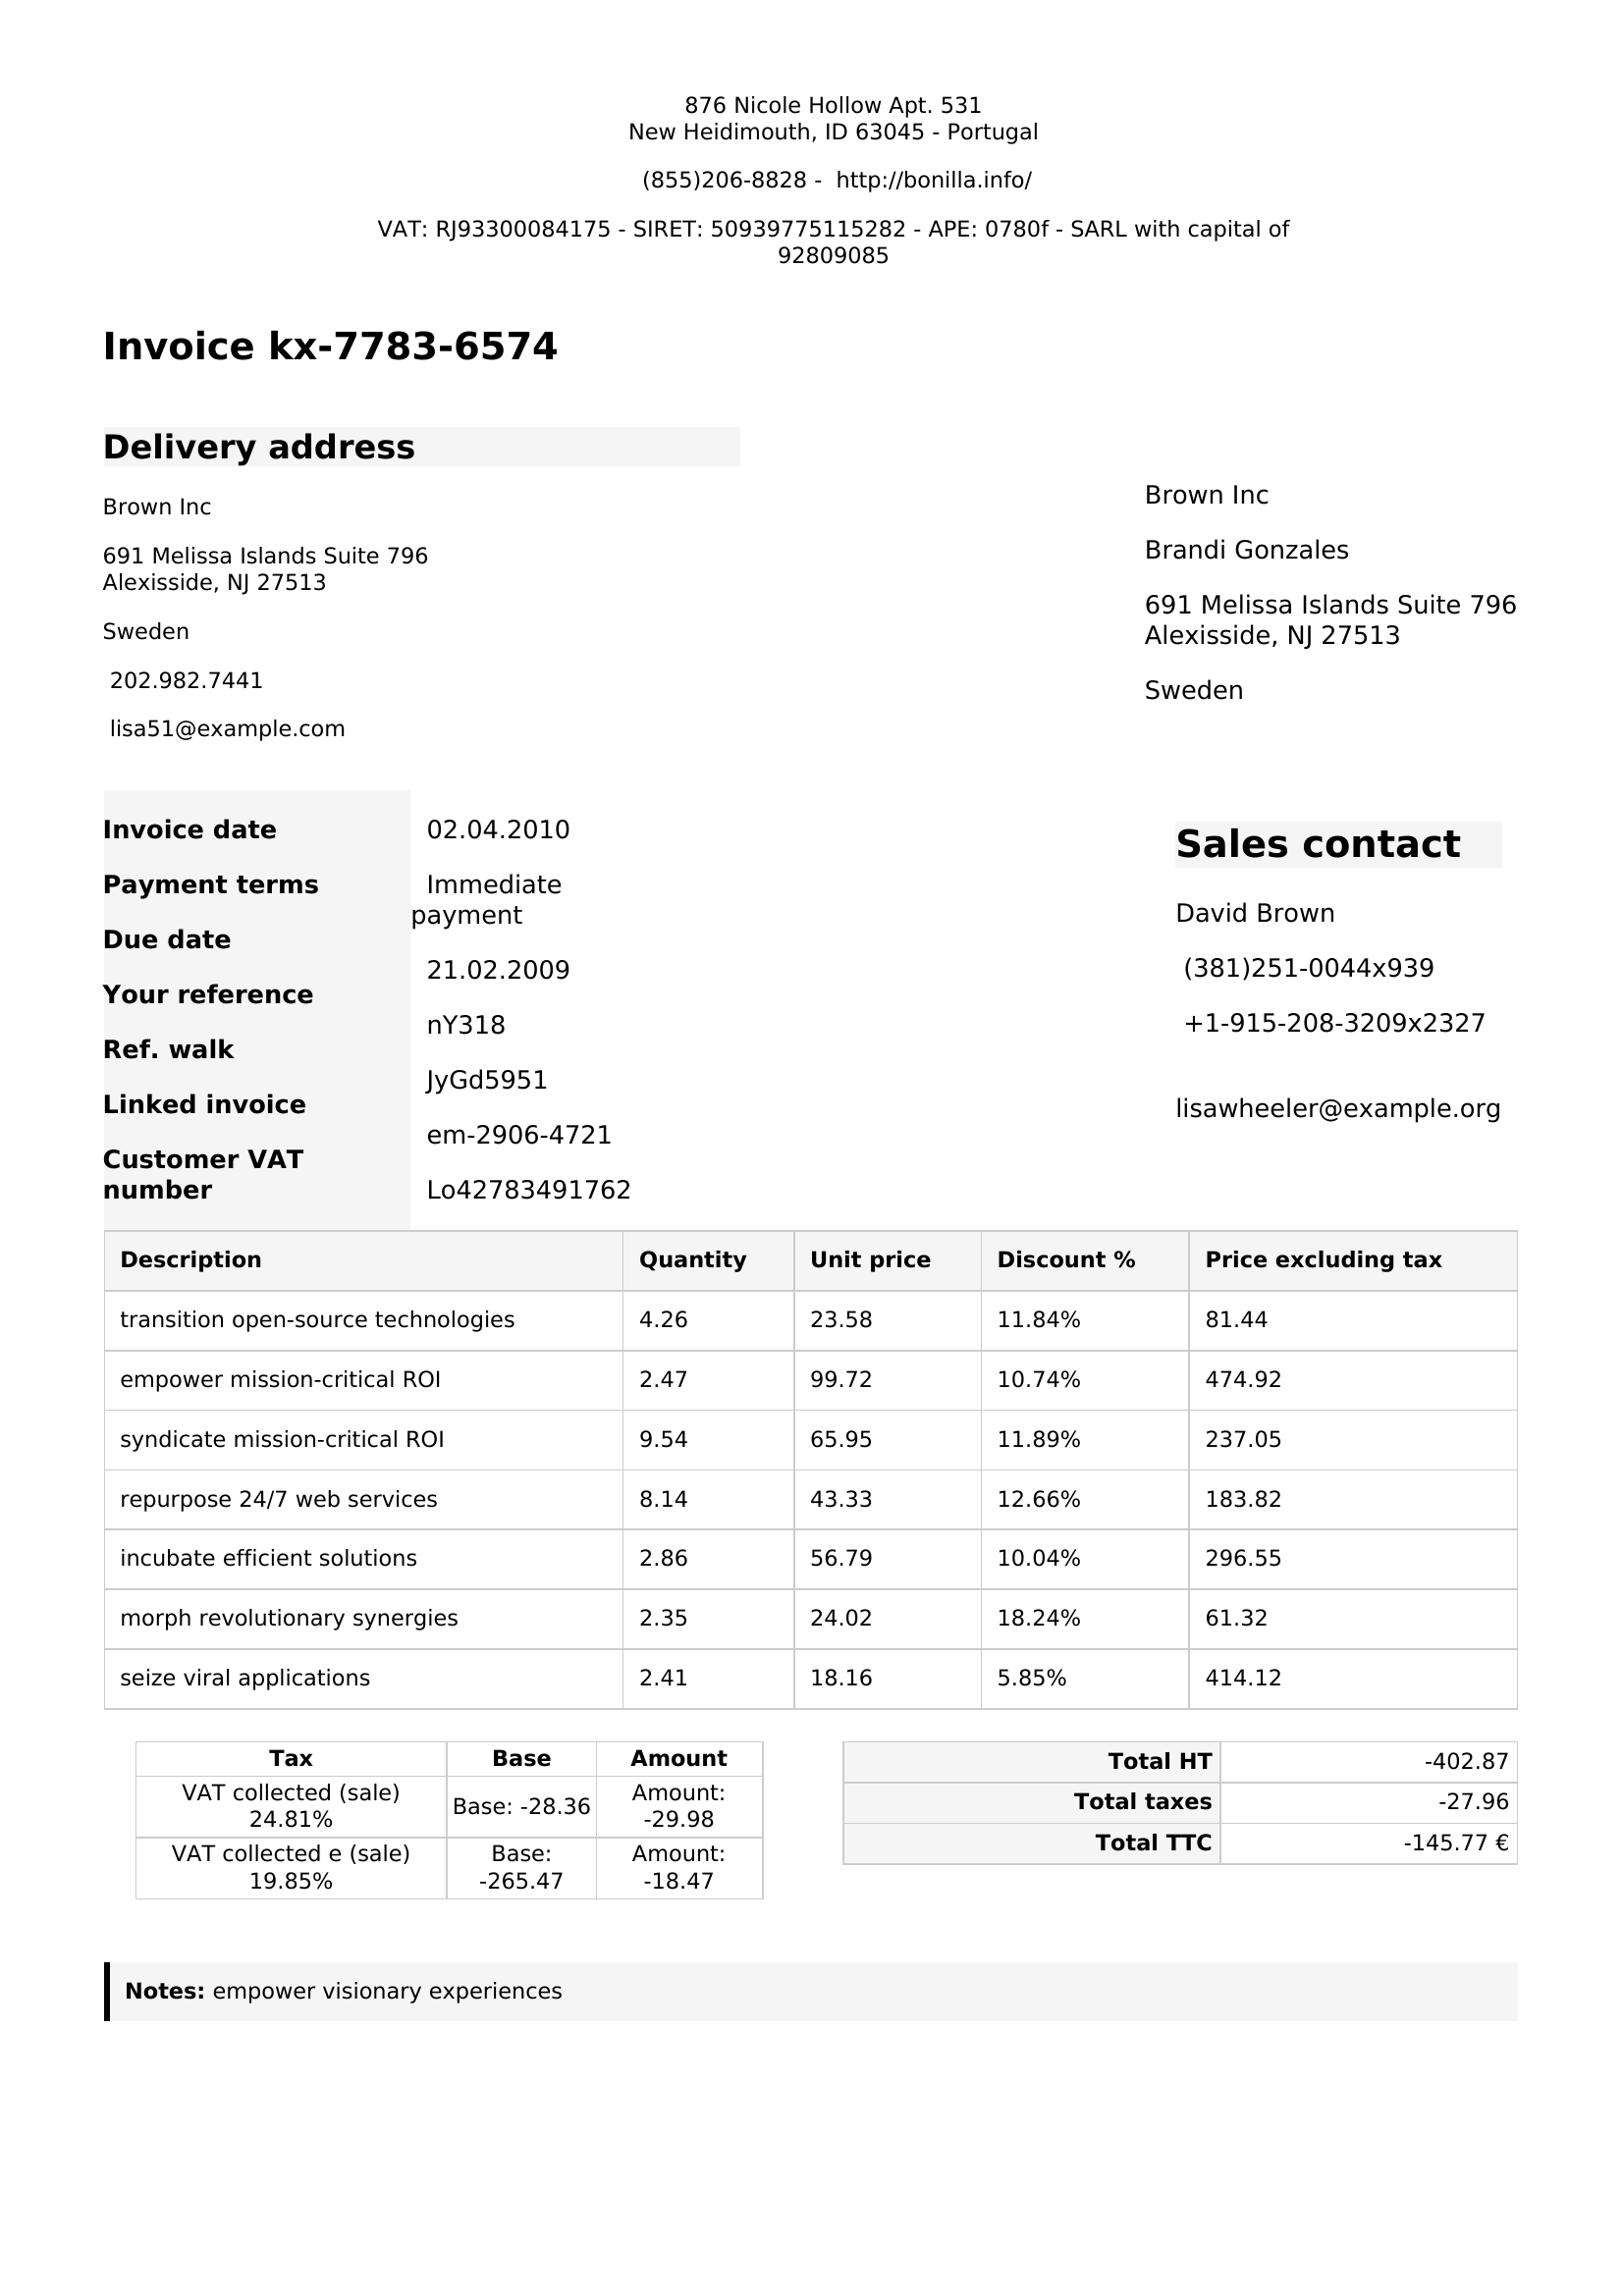 876 Nicole Hollow Apt. 531
New Heidimouth, ID 63045 - Portugal
(855)206-8828 - http://bonilla.info/
VAT: RJ93300084175 - SIRET: 50939775115282 - APE: 0780f - SARL with capital of
92809085
Invoice kx-7783-6574
Delivery address
Brown Inc
691 Melissa Islands Suite 796
Alexisside, NJ 27513
Sweden
202.982.7441
lisa51@example.com
Brown Inc
Brandi Gonzales
691 Melissa Islands Suite 796
Alexisside, NJ 27513
Sweden
Invoice date
Payment terms
Due date
Your reference
Ref. walk
Linked invoice
Customer VAT
number
02.04.2010
Immediate
payment
21.02.2009
nY318
JyGd5951
em-2906-4721
Lo42783491762
Sales contact
David Brown
(381)251-0044x939
+1-915-208-3209x2327
lisawheeler@example.org
Description Quantity Unit price Discount % Price excluding tax
transition open-source technologies 4.26 23.58 11.84% 81.44
empower mission-critical ROI 2.47 99.72 10.74% 474.92
syndicate mission-critical ROI 9.54 65.95 11.89% 237.05
repurpose 24/7 web services 8.14 43.33 12.66% 183.82
incubate efficient solutions 2.86 56.79 10.04% 296.55
morph revolutionary synergies 2.35 24.02 18.24% 61.32
seize viral applications 2.41 18.16 5.85% 414.12
Tax Base Amount
VAT collected (sale)
24.81%
Base: -28.36
Amount:
-29.98
VAT collected e (sale)
19.85%
Base:
-265.47
Amount:
-18.47
Total HT -402.87
Total taxes -27.96
Total TTC -145.77 €
Notes: empower visionary experiences